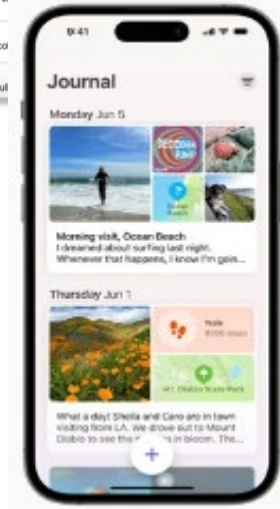 9:41
Journal
Monday Jun 5
Ocean
Beach
Morning visit, Ocean Beach
I dreamed about surfing last night.
Whenever that happens, I know I'm goin...
Thursday Jun 1
Walk
steps
Mt. Diablo State Park
What a day! Sheila and Caro are in town
visiting from LA. We drove out to Mount
Diablo to see the in bloom. The...